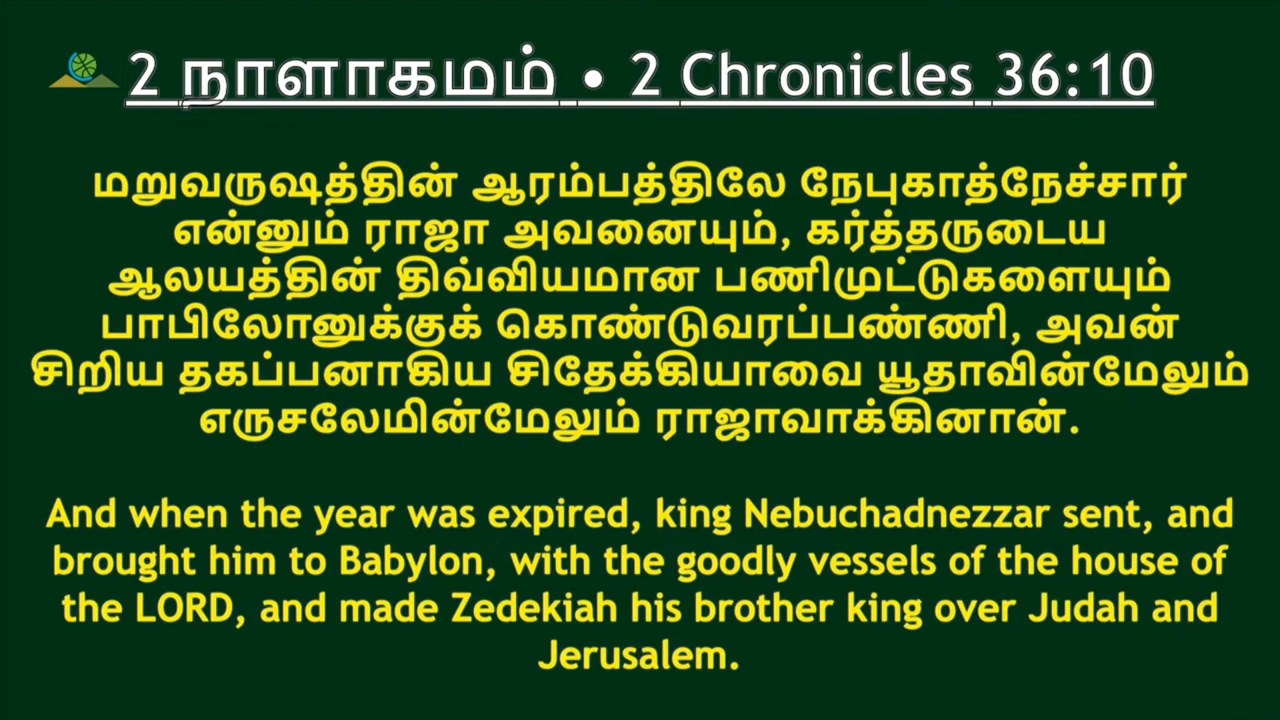 2 நாளாகமம் • 2 Chronicles 36:10
மறுவருஷத்தின் ஆரம்பத்திலே நேபுகாத்நேச்சார்
என்னும் ராஜா அவனையும், கர்த்தருடைய
ஆலயத்தின் திவ்வியமான பணிமுட்டுகளையும்
பாபிலோனுக்குக் கொண்டுவரப்பண்ணி, அவன்
சிறிய தகப்பனாகிய சிதேக்கியாவை யூதாவின்மேலும்
எருசலேமின்மேலும் ராஜாவாக்கினான்.
And when the year was expired, king Nebuchadnezzar sent, and
brought him to Babylon, with the goodly vessels of the house of
the LORD, and made Zedekiah his brother king over Judah and
Jerusalem.